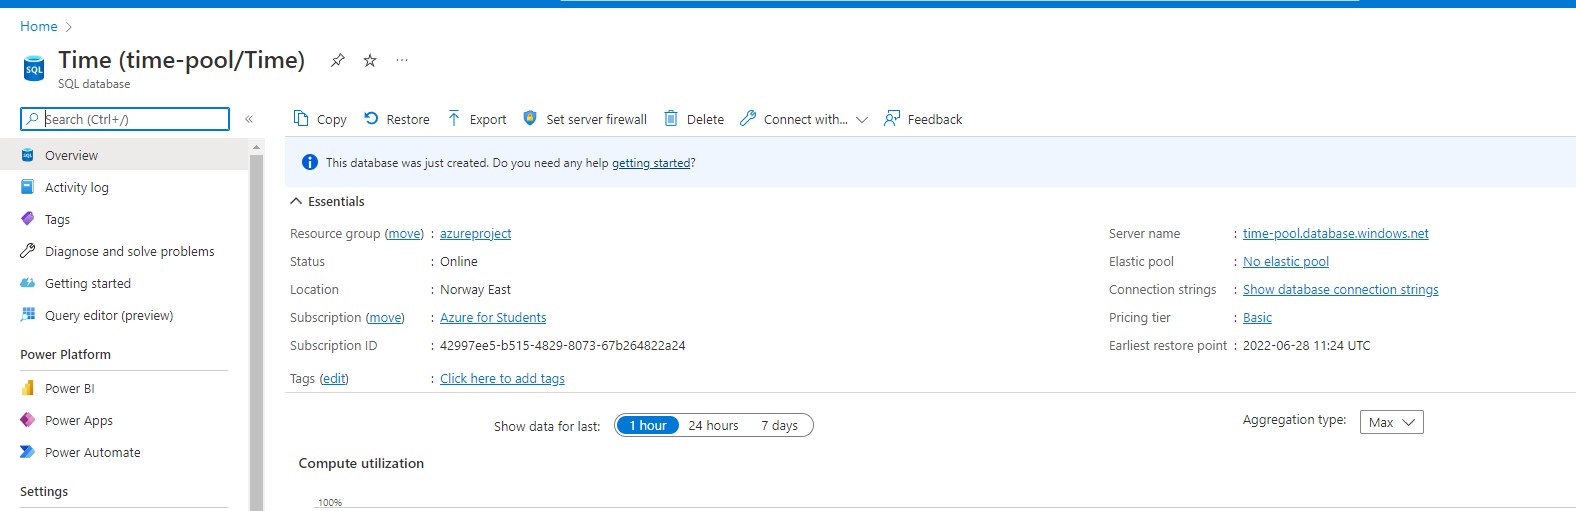 Home >
Time (time-pool/Time) ...
SQL
SQL database
Search (Ctrl+/) «
Copy Restore Export Set server firewall Delete Connect with... Feedback
Overview
Activity log
Tags
Diagnose and solve problems
Getting started
Query editor (preview)
Power Platform
Power BI
Power Apps
Power Automate
Settings
This database was just created. Do you need any help getting started?
Essentials
Resource group (move) : azureproject
Status : Online
Location : Norway East
Subscription (move) : Azure for Students
Subscription ID : 42997ee5-b515-4829-8073-67b264822a24
Tags (edit) : Click here to add tags
Server name : time-pool.database.windows.net
Elastic pool : No elastic pool
Connection strings : Show database connection strings
Pricing tier : Basic
Earliest restore point : 2022-06-28 11:24 UTC
Show data for last: 1 hour 24 hours 7 days
Aggregation type: Max
Compute utilization
100%